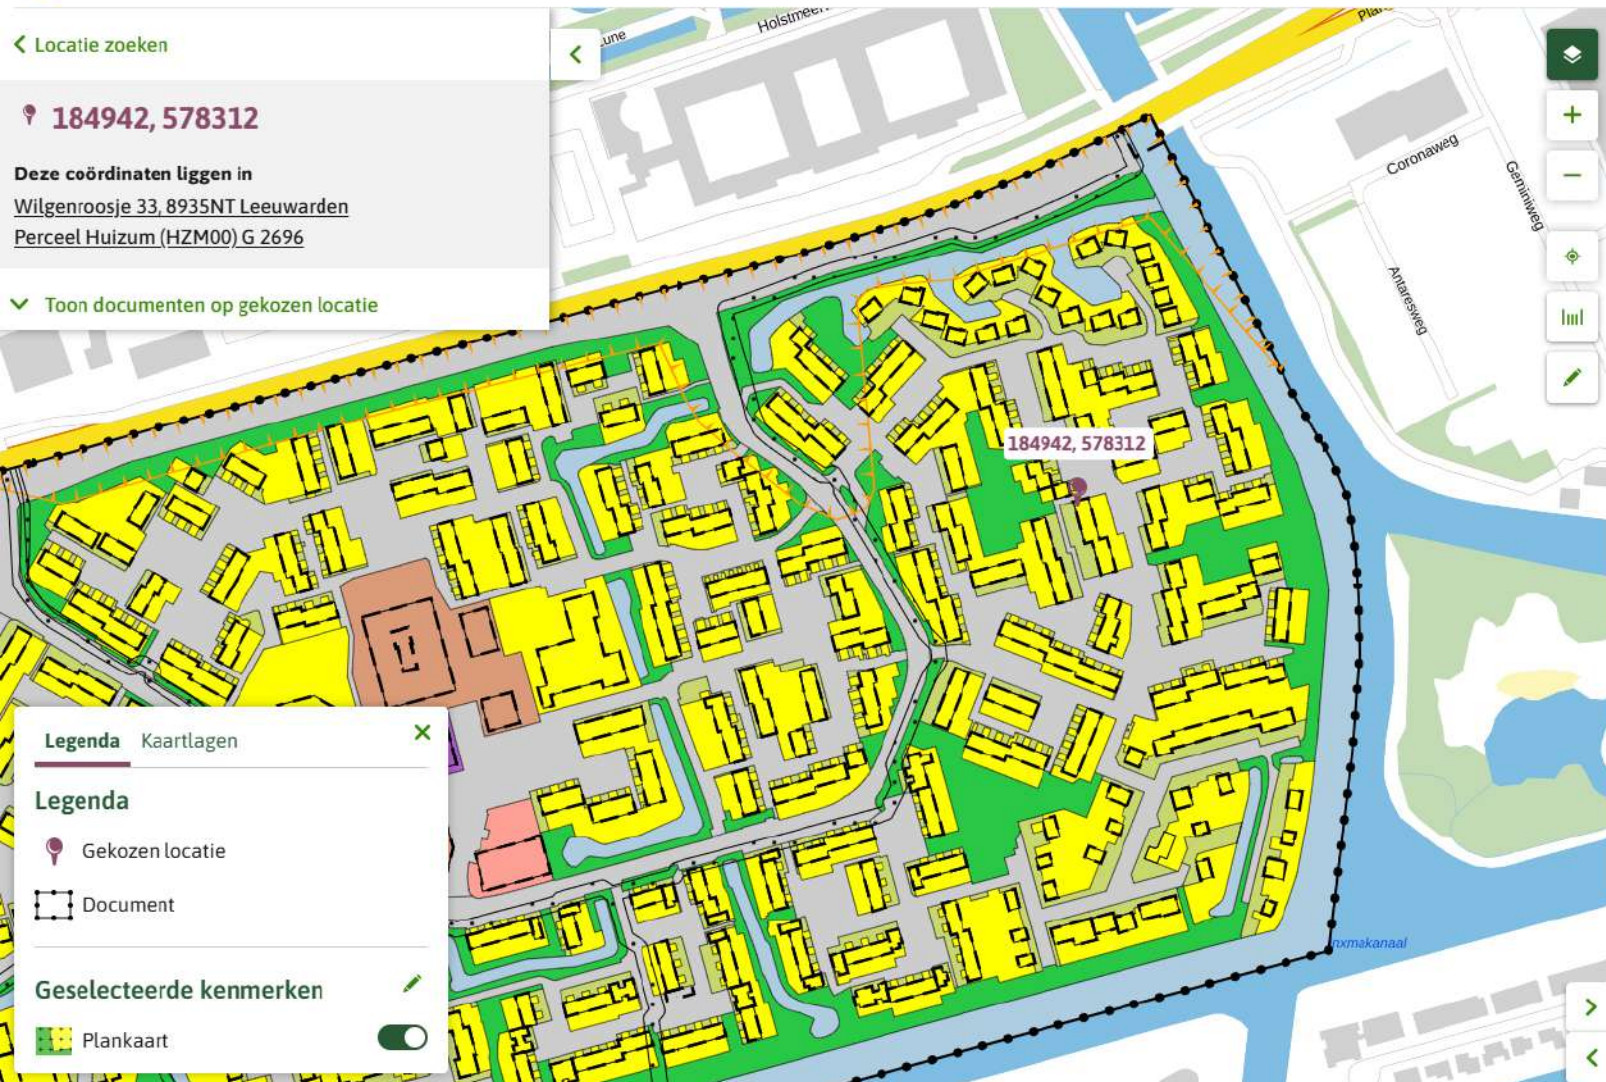 Locatie zoeken
184942, 578312
Deze coördinaten liggen in
Wilgenroosje 33, 8935NT Leeuwarden
Perceel Huizum (HZM00) G 2696
Toon documenten op gekozen locatie
Coronaweg
Geminiweg
Antaresweg
184942, 578312
nxmakanaal
Legenda Kaartlagen
Legenda
Gekozen locatie
Document
Geselecteerde kenmerken
Plankaart